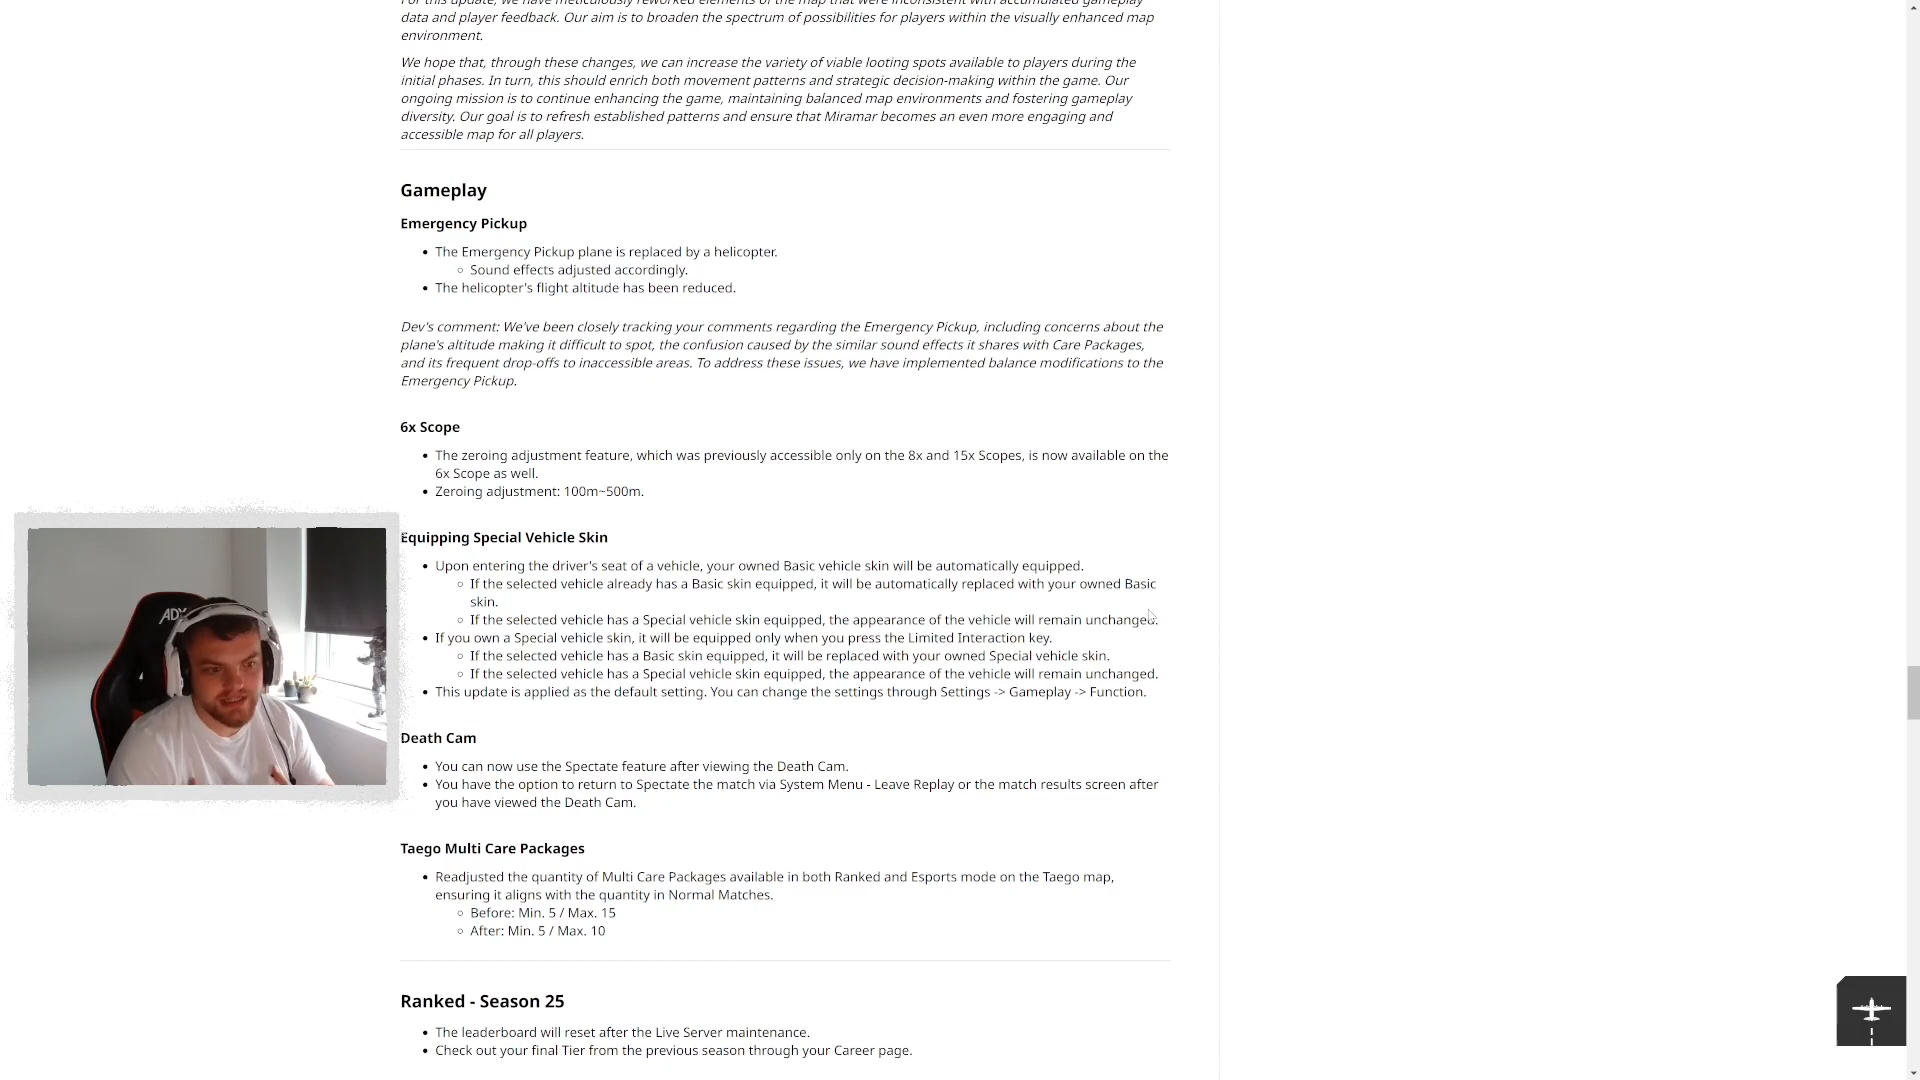 For this update, we have meticulously reworked elements of the map that were inconsistent with accumulated gameplay
data and player feedback. Our aim is to broaden the spectrum of possibilities for players within the visually enhanced map
environment.
We hope that, through these changes, we can increase the variety of viable looting spots available to players during the
initial phases. In turn, this should enrich both movement patterns and strategic decision-making within the game. Our
ongoing mission is to continue enhancing the game, maintaining balanced map environments and fostering gameplay
diversity. Our goal is to refresh established patterns and ensure that Miramar becomes an even more engaging and
accessible map for all players.
Gameplay
Emergency Pickup
• The Emergency Pickup plane is replaced by a helicopter.
◦ Sound effects adjusted accordingly.
• The helicopter's flight altitude has been reduced.
Dev's comment: We've been closely tracking your comments regarding the Emergency Pickup, including concerns about the
plane's altitude making it difficult to spot, the confusion caused by the similar sound effects it shares with Care Packages,
and its frequent drop-offs to inaccessible areas. To address these issues, we have implemented balance modifications to the
Emergency Pickup.
6x Scope
• The zeroing adjustment feature, which was previously accessible only on the 8x and 15x Scopes, is now available on the
6x Scope as well.
• Zeroing adjustment: 100m~500m.
Equipping Special Vehicle Skin
• Upon entering the driver's seat of a vehicle, your owned Basic vehicle skin will be automatically equipped.
◦ If the selected vehicle already has a Basic skin equipped, it will be automatically replaced with your owned Basic
skin.
◦ If the selected vehicle has a Special vehicle skin equipped, the appearance of the vehicle will remain unchanged.
• If you own a Special vehicle skin, it will be equipped only when you press the Limited Interaction key.
◦ If the selected vehicle has a Basic skin equipped, it will be replaced with your owned Special vehicle skin.
◦ If the selected vehicle has a Special vehicle skin equipped, the appearance of the vehicle will remain unchanged.
• This update is applied as the default setting. You can change the settings through Settings -> Gameplay -> Function.
ADX
Death Cam
• You can now use the Spectate feature after viewing the Death Cam.
• You have the option to return to Spectate the match via System Menu - Leave Replay or the match results screen after
you have viewed the Death Cam.
Taego Multi Care Packages
• Readjusted the quantity of Multi Care Packages available in both Ranked and Esports mode on the Taego map,
ensuring it aligns with the quantity in Normal Matches.
◦ Before: Min. 5 / Max. 15
◦ After: Min. 5 / Max. 10
Ranked - Season 25
• The leaderboard will reset after the Live Server maintenance.
• Check out your final Tier from the previous season through your Career page.